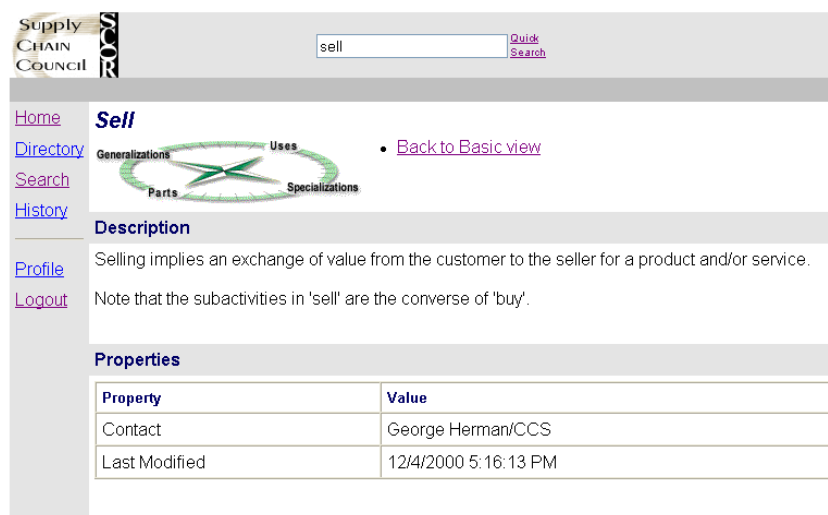 Supply
Chain
Council
SCOR
sell
Quick
Search
Home
Directory
Search
History
Profile
Logout
Sell
Generalizations
Uses
Parts
Specializations
• Back to Basic view
Description
Selling implies an exchange of value from the customer to the seller for a product and/or service.
Note that the subactivities in 'sell' are the converse of 'buy'.
Properties
Property Value
Contact George Herman/CCS
Last Modified 12/4/2000 5:16:13 PM